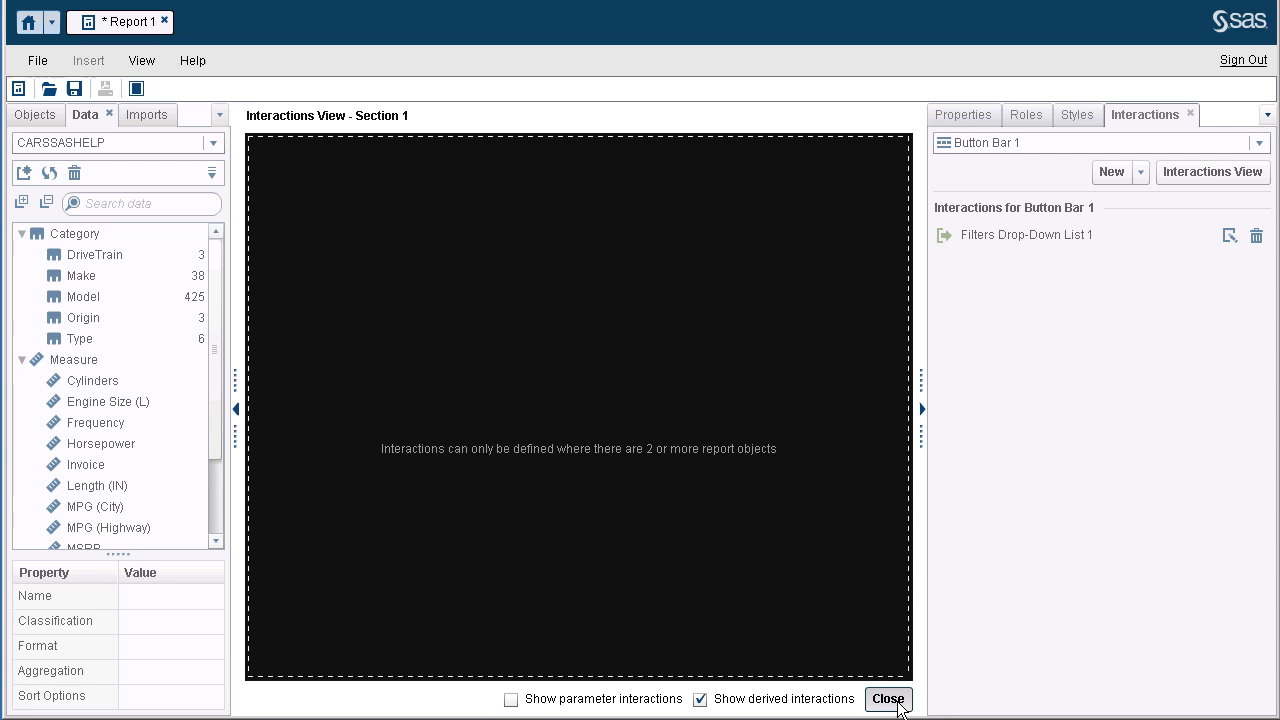 * Report 1
sas
File Insert View Help
Sign Out
Objects Data Imports
Interactions View - Section 1
Properties Roles Styles Interactions
CARSSASHELP
Button Bar 1
New Interactions View
Search data
Interactions for Button Bar 1
Filters Drop-Down List 1
Category
DriveTrain 3
Make 38
Model 425
Origin 3
Type 6
Measure
Cylinders
Engine Size (L)
Frequency
Horsepower
Invoice
Length (IN)
MPG (City)
MPG (Highway)
MSRP
Interactions can only be defined where there are 2 or more report objects
Property Value
Name
Classification
Format
Aggregation
Sort Options
Show parameter interactions Show derived interactions Close